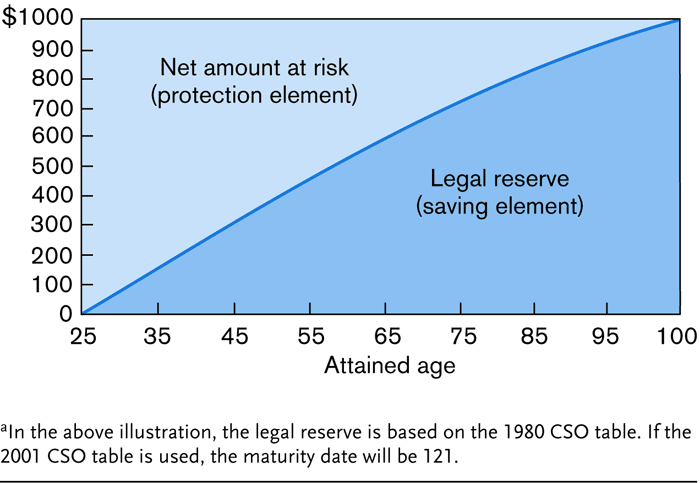 $1000
900
800
700
600
500
400
300
200
100
0
Net amount at risk
(protection element)
Legal reserve
(saving element)
25 35 45 55 65 75 85 95 100
Attained age
aIn the above illustration, the legal reserve is based on the 1980 CSO table. If the
2001 CSO table is used, the maturity date will be 121.